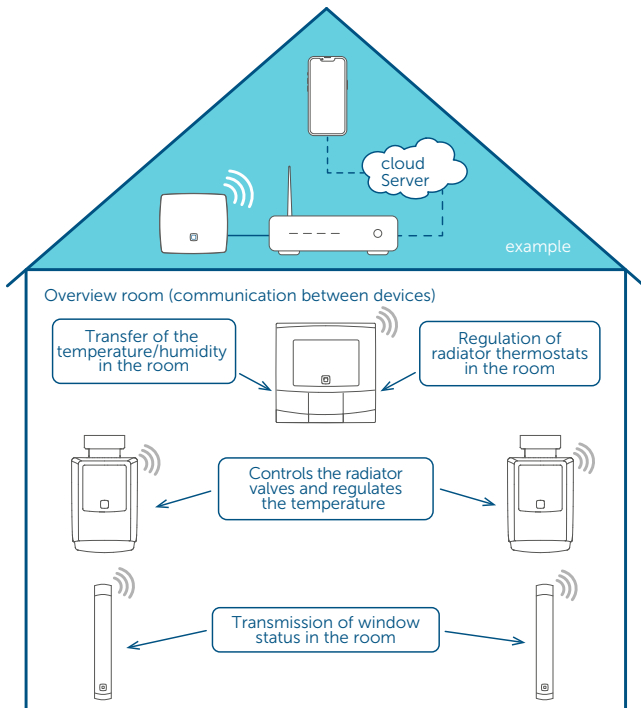 cloud
Server
example
Overview room (communication between devices)
Transfer of the
temperature/humidity
in the room
Regulation of
radiator thermostats
in the room
Controls the radiator
valves and regulates
the temperature
Transmission of window
status in the room